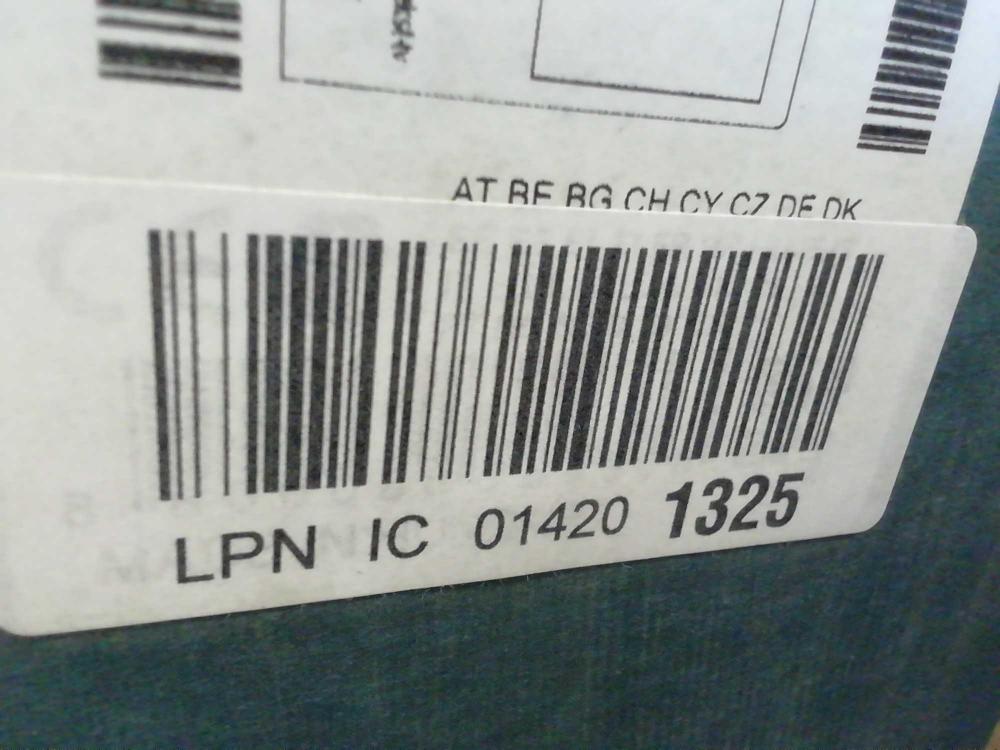 AT BE BG CH CY CZ DE DK
LPN IC 01420 1325